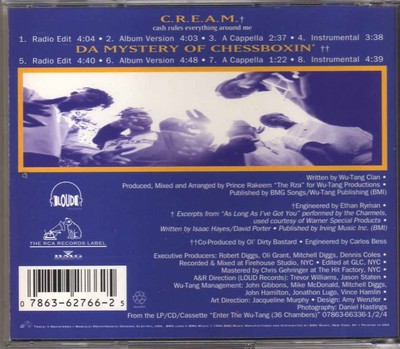 C.R.E.A.M.†
cash rules everything around me
1. Radio Edit 4:04 • 2. Album Version 4:03 • 3. A Cappella 2:37 • 4. Instrumental 3:38
DA MYSTERY OF CHESSBOXIN' ††
5. Radio Edit 4:40 • 6. Album Version 4:48 • 7. A Cappella 1:22 • 8. Instrumental 4:39
Written by Wu-Tang Clan
Produced, Mixed and Arranged by Prince Rakeem "The Rza" for Wu-Tang Productions
Published by BMG Songs/Wu-Tang Publishing (BMI)
†Engineered by Ethan Ryman
† Excerpts from "As Long As I've Got You" performed by the Charmels,
used courtesy of Warner Special Products
Written by Isaac Hayes/David Porter • Published by Irving Music Inc. (BMI)
††Co-Produced by Ol' Dirty Bastard • Engineered by Carlos Bess
Executive Producers: Robert Diggs, Oli Grant, Mitchell Diggs, Dennis Coles
Recorded & Mixed at Firehouse Studio, NYC • Edited at GLC, NYC
Mastered by Chris Gehringer at The Hit Factory, NYC
A&R Direction (LOUD Records): Trevor Williams, Jason Staten
Wu-Tang Management: John Gibbons, Mike McDonald, Mitchell Diggs,
John Hamilton, Jonathon Lugo, Vince Hamlin
Art Direction: Jacqueline Murphy • Design: Amy Wenzler
Photography: Daniel Hastings
From the LP/CD/Cassette "Enter The Wu-Tang (36 Chambers)" 07863-66336-1/2/4
LOUD
THE RCA RECORDS LABEL
BMG
0 7863-62766-2 5